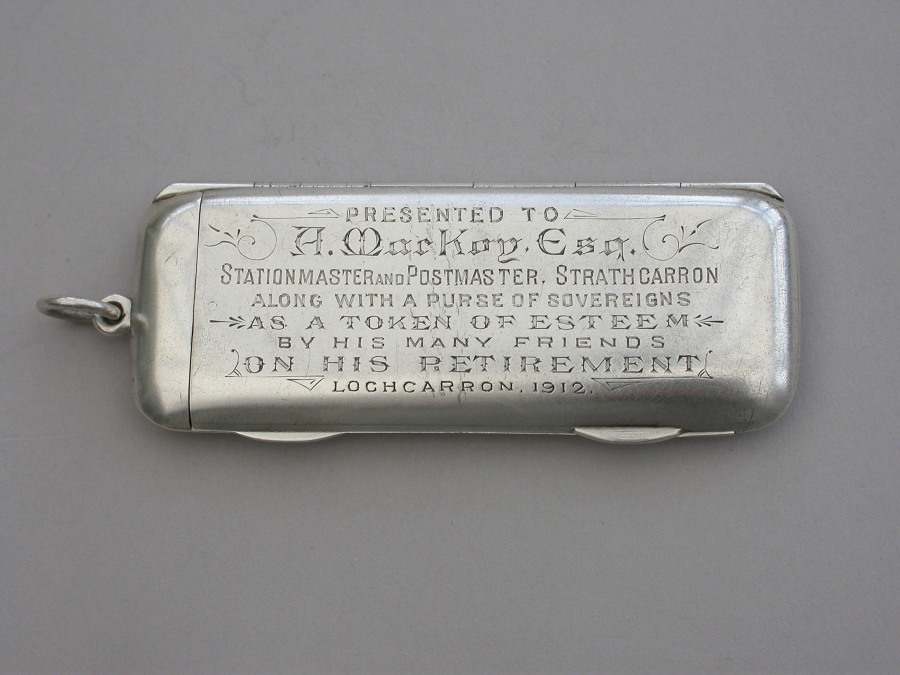 PRESENTED TO
A. MacKoy, Esq.
STATIONMASTER AND POSTMASTER, STRATHCARRON
ALONG WITH A PURSE OF SOVEREIGNS
AS A TOKEN OF ESTEEM
BY HIS MANY FRIENDS
ON HIS RETIREMENT
LOCHCARRON, 1912.